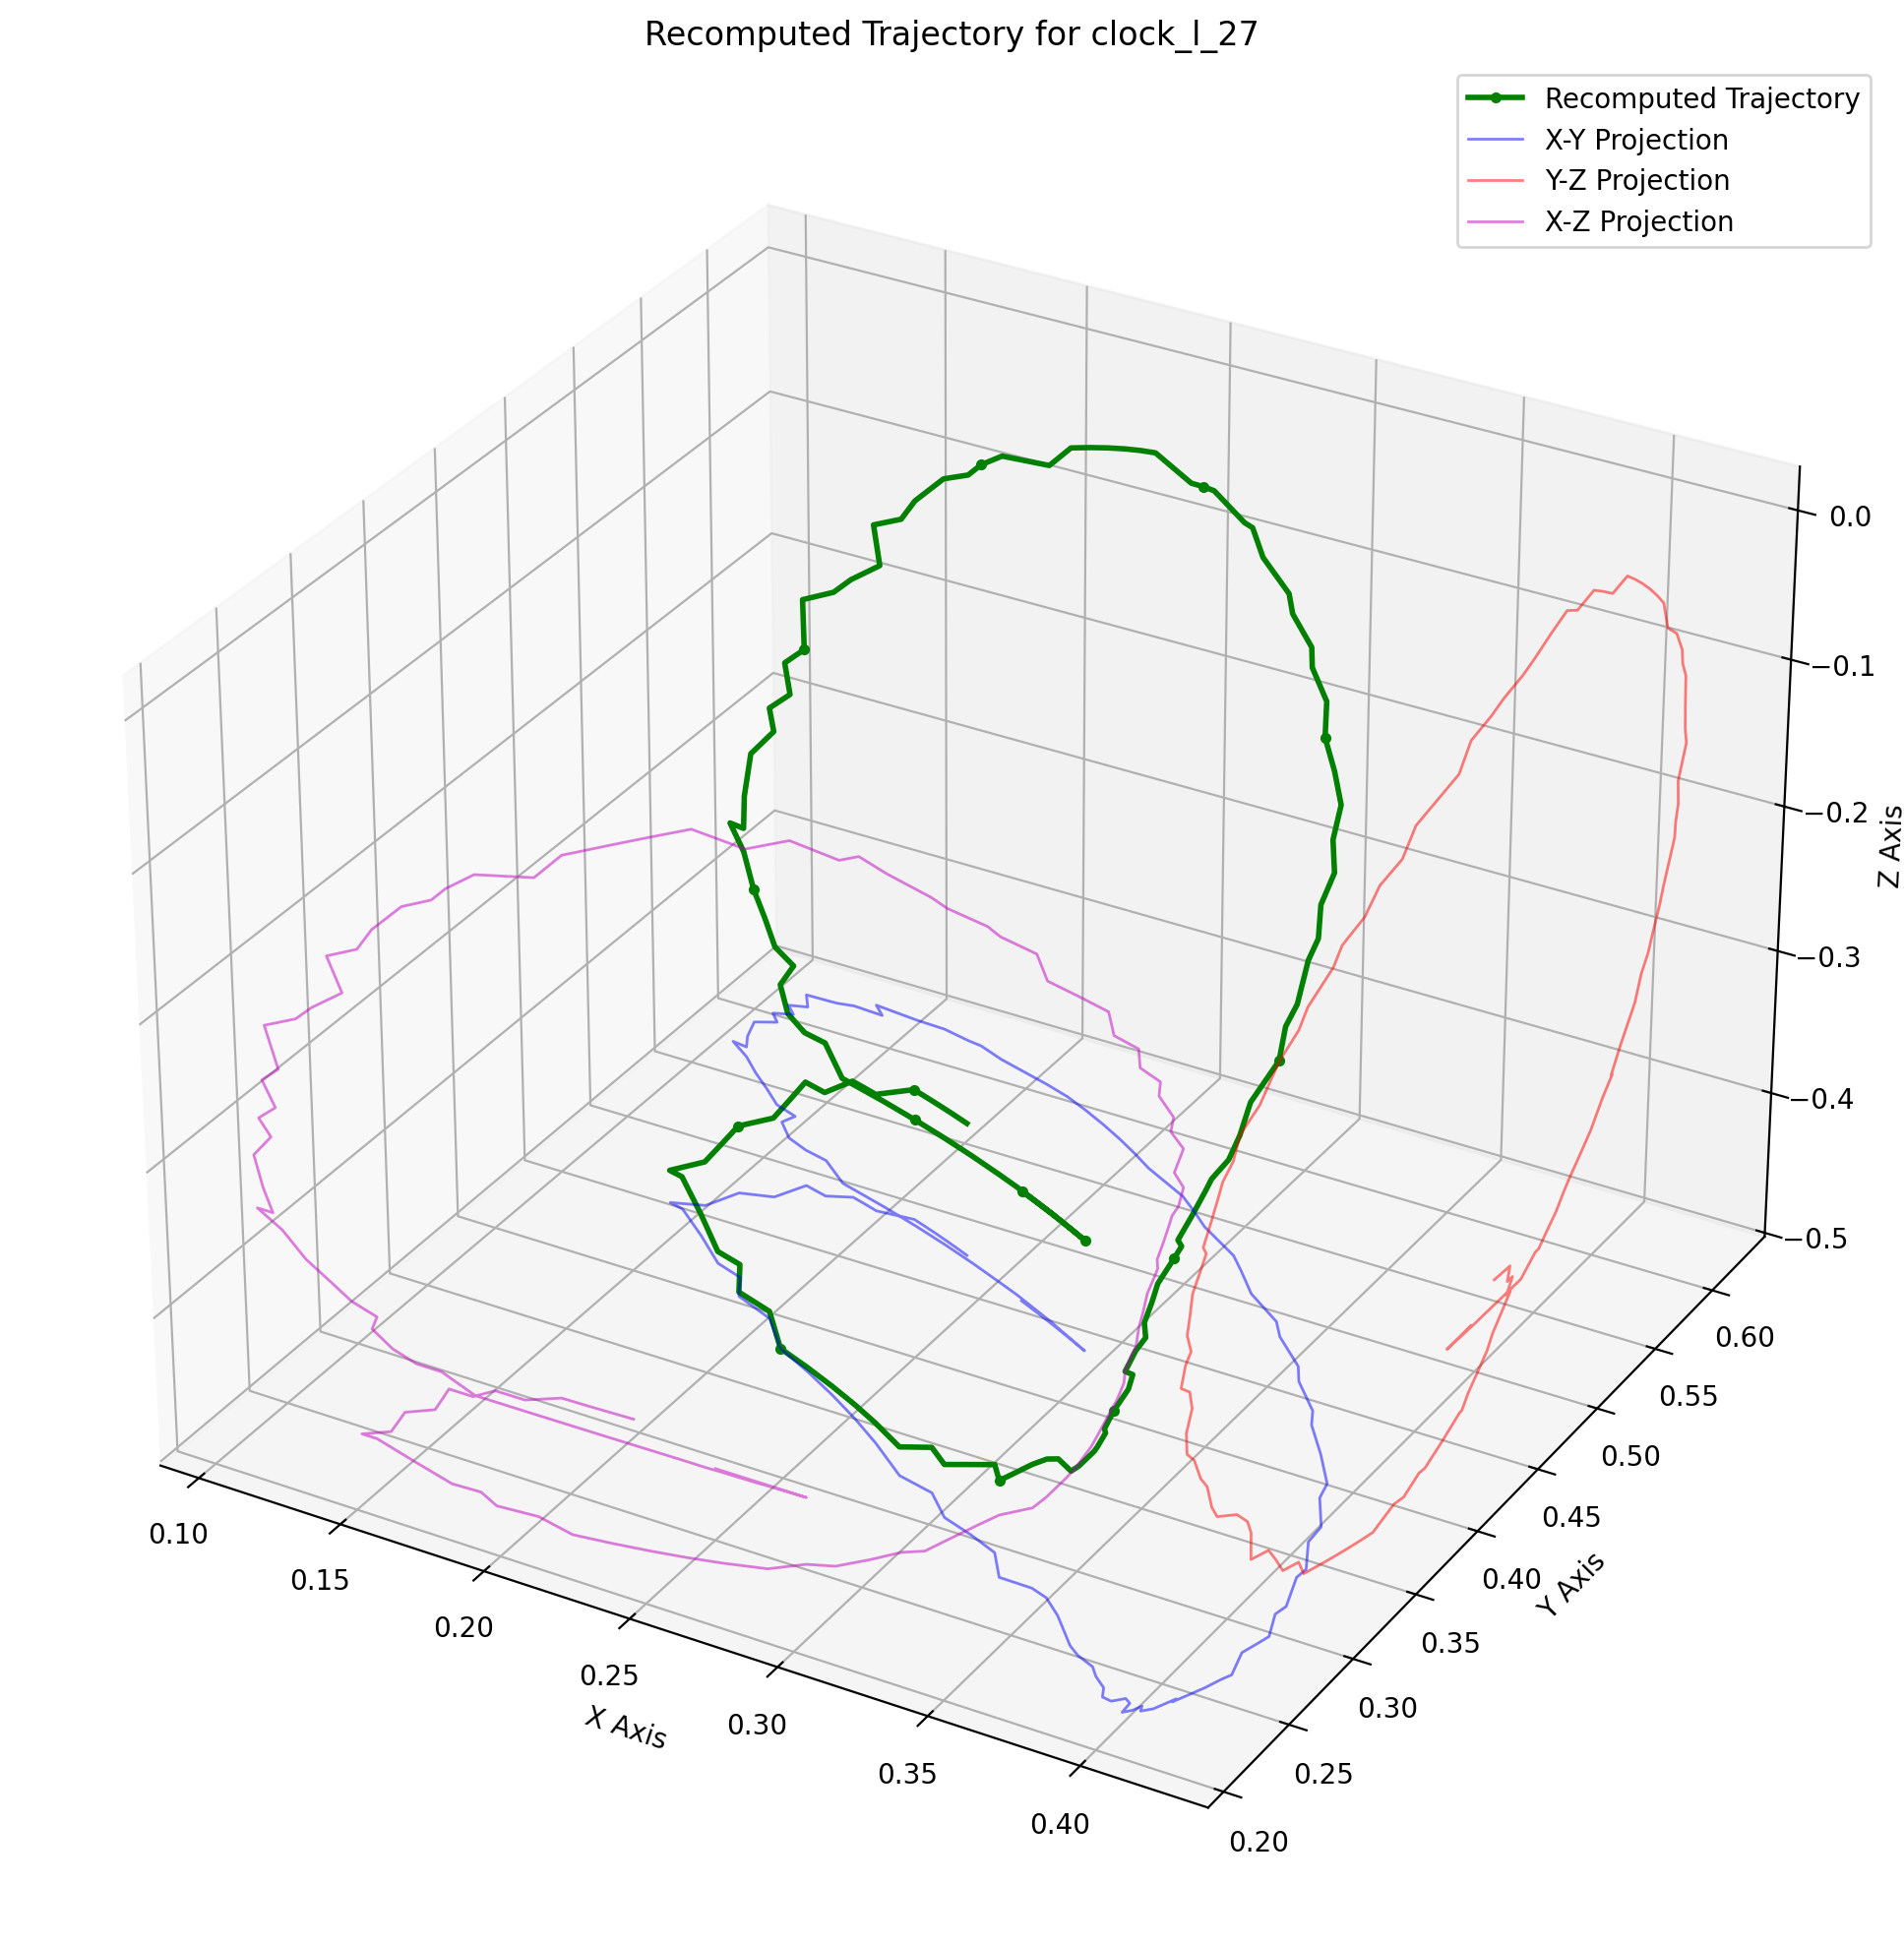 Recomputed Trajectory for clock_l_27
Recomputed Trajectory
X-Y Projection
Y-Z Projection
X-Z Projection
0.0
−0.1
−0.2
−0.3
−0.4
−0.5
Z Axis
0.10
0.15
0.20
0.25
0.30
0.35
0.40
X Axis
0.60
0.55
0.50
0.45
0.40
0.35
0.30
0.25
0.20
Y Axis